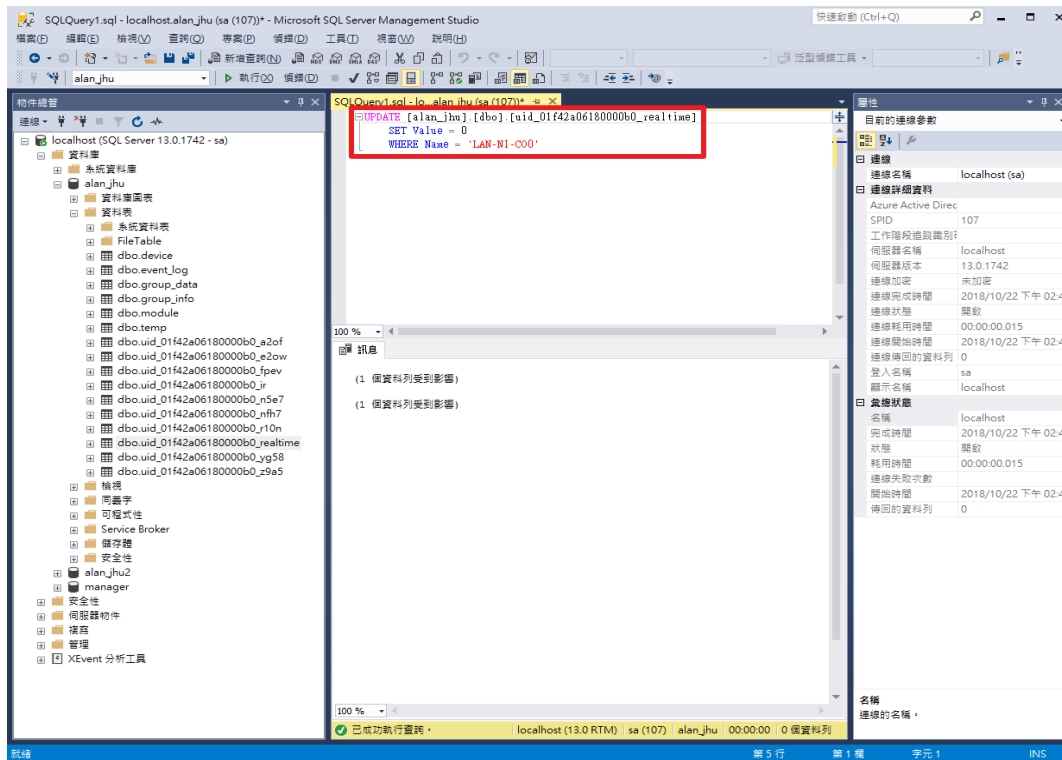 SQLQuery1.sql - localhost.alan_jhu (sa (107))* - Microsoft SQL Server Management Studio
快速啟動 (Ctrl+Q)
檔案(F) 編輯(E) 檢視(V) 查詢(Q) 專案(P) 偵錯(D) 工具(T) 視窗(W) 說明(H)
新增查詢(N) 泛型偵錯工具
alan_jhu 執行(X) 偵錯(D)
物件總管
連線
localhost (SQL Server 13.0.1742 - sa)
資料庫
系統資料庫
alan_jhu
資料庫圖表
資料表
系統資料表
FileTable
dbo.device
dbo.event_log
dbo.group_data
dbo.group_info
dbo.module
dbo.temp
dbo.uid_01f42a06180000b0_a2of
dbo.uid_01f42a06180000b0_e2ow
dbo.uid_01f42a06180000b0_fpev
dbo.uid_01f42a06180000b0_ir
dbo.uid_01f42a06180000b0_n5e7
dbo.uid_01f42a06180000b0_nfh7
dbo.uid_01f42a06180000b0_r10n
dbo.uid_01f42a06180000b0_realtime
dbo.uid_01f42a06180000b0_yg58
dbo.uid_01f42a06180000b0_z9a5
檢視
同義字
可程式性
Service Broker
儲存體
安全性
alan_jhu2
manager
安全性
伺服器物件
複寫
管理
XEvent 分析工具
SQLQuery1.sql - lo...alan_jhu (sa (107))*
UPDATE [alan_jhu].[dbo].[uid_01f42a06180000b0_realtime]
SET Value = 0
WHERE Name = 'LAN-N1-CO0'
100 %
訊息
(1 個資料列受到影響)
(1 個資料列受到影響)
100 %
已成功執行查詢。 localhost (13.0 RTM) sa (107) alan_jhu 00:00:00 0 個資料列
屬性
目前的連線參數
連線
連線名稱 localhost (sa)
連線詳細資料
Azure Active Direc
SPID 107
工作階段追蹤識別
伺服器名稱 localhost
伺服器版本 13.0.1742
連線加密 未加密
連線完成時間 2018/10/22 下午 02:4
連線狀態 開啟
連線耗用時間 00:00:00.015
連線開始時間 2018/10/22 下午 02:4
連線傳回的資料列 0
登入名稱 sa
顯示名稱 localhost
彙總狀態
名稱 localhost
完成時間 2018/10/22 下午 02:4
狀態 開啟
耗用時間 00:00:00.015
連線失敗次數
開始時間 2018/10/22 下午 02:4
傳回的資料列 0
名稱
連線的名稱。
就緒 第 5 行 第 1 欄 字元 1 INS